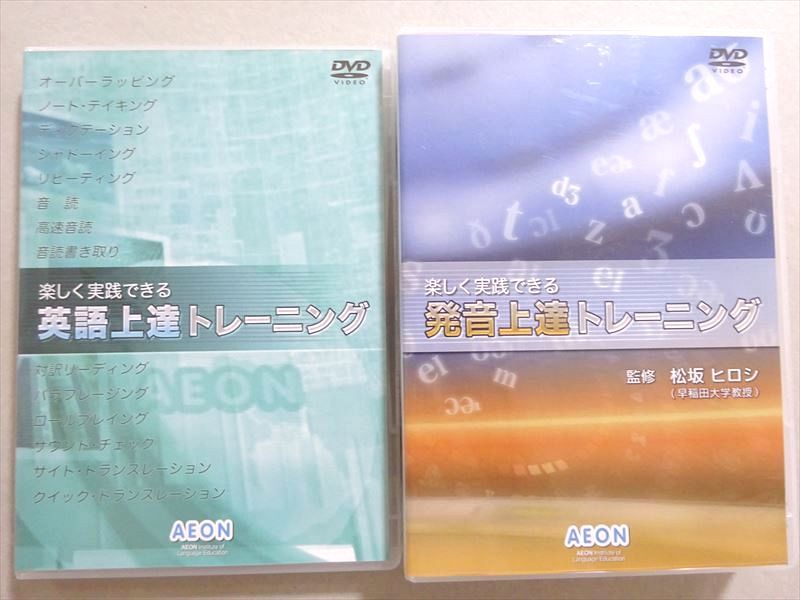 DVD
VIDEO
オーバーラッピング
ノート・テイキング
ディクテーション
シャドーイング
リピーティング
音 読
高速音読
音読書き取り
楽しく実践できる
英語上達トレーニング
対訳リーディング
パラフレージング
ロールプレイング
サウンド・チェック
サイト・トランスレーション
クイック・トランスレーション
AEON
AEON
AEON Institute of
Language Education
DVD
VIDEO
a
æ
i
eɚ
ʃ
dʒ
f
ʌ
a
t
z
ð
ɔɪ
ʊ
ʒ
eɪ
楽しく実践できる
発音上達トレーニング
eɪ
m
ɔɚ
監修 松坂 ヒロシ
(早稲田大学教授)
AEON
AEON Institute of
Language Education